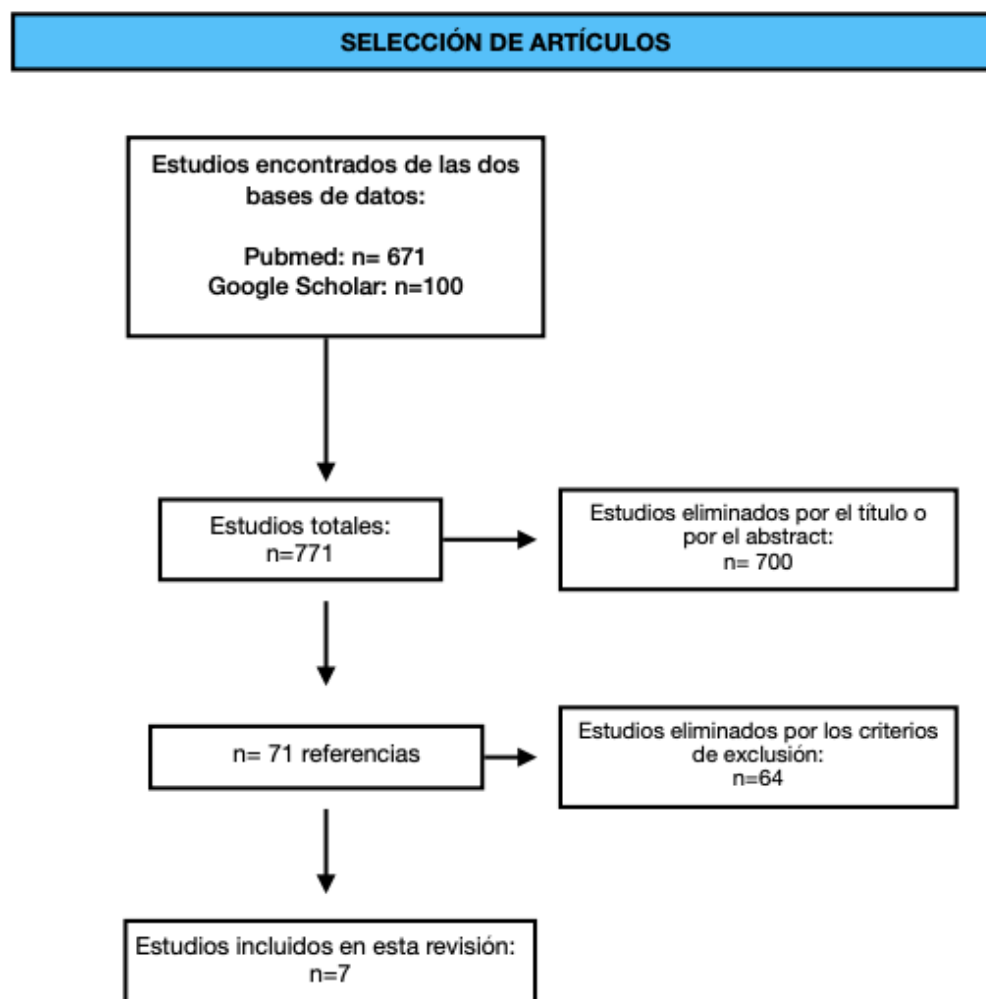 SELECCIÓN DE ARTÍCULOS
Estudios encontrados de las dos
bases de datos:
Pubmed: n= 671
Google Scholar: n=100
Estudios totales:
n=771
Estudios eliminados por el título o
por el abstract:
n= 700
n= 71 referencias
Estudios eliminados por los criterios
de exclusión:
n=64
Estudios incluidos en esta revisión:
n=7